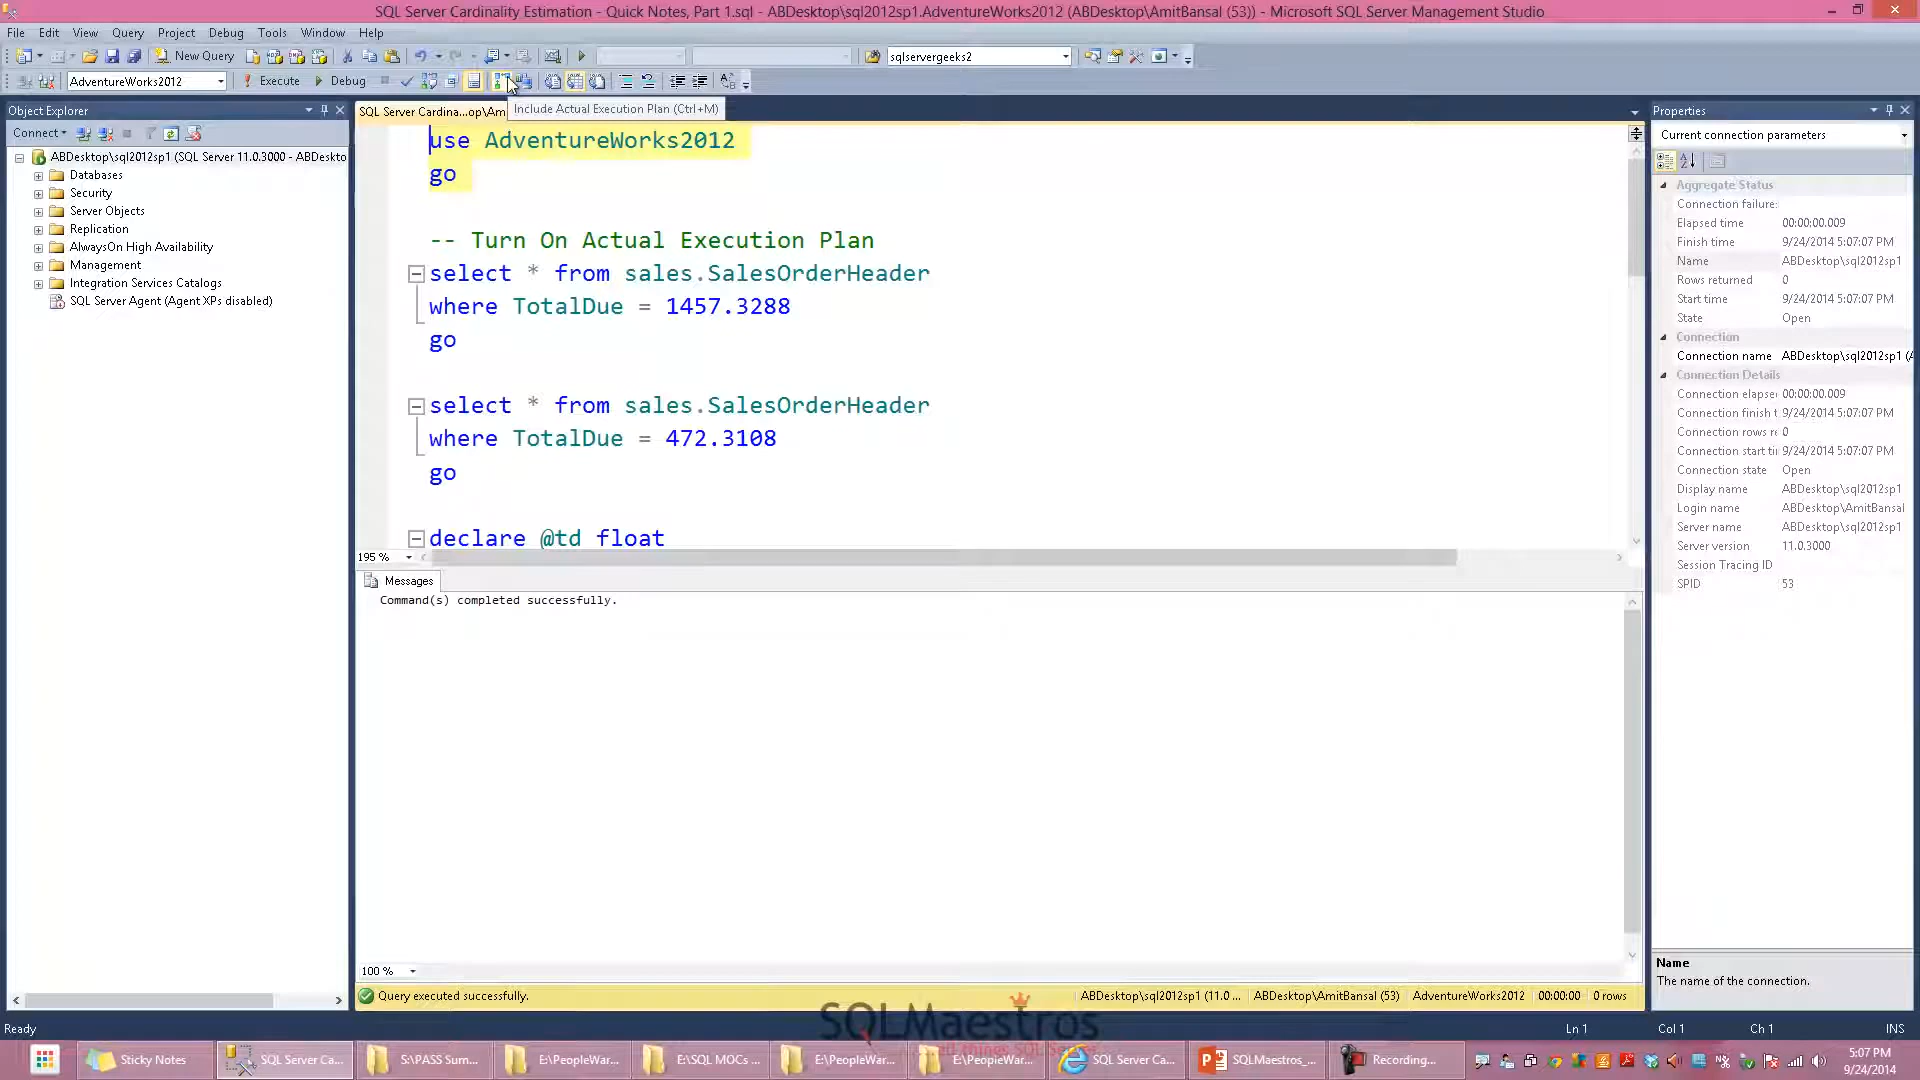 SQL Server Cardinality Estimation - Quick Notes, Part 1.sql - ABDesktop\sql2012sp1.AdventureWorks2012 (ABDesktop\AmitBansal (53)) - Microsoft SQL Server Management Studio
File Edit View Query Project Debug Tools Window Help
New Query sqlservergeeks2
AdventureWorks2012 Execute Debug
Include Actual Execution Plan (Ctrl+M)
Object Explorer
Connect
ABDesktop\sql2012sp1 (SQL Server 11.0.3000 - ABDeskto
Databases
Security
Server Objects
Replication
AlwaysOn High Availability
Management
Integration Services Catalogs
SQL Server Agent (Agent XPs disabled)
SQL Server Cardina...op\Am
use AdventureWorks2012
go
-- Turn On Actual Execution Plan
select * from sales.SalesOrderHeader
where TotalDue = 1457.3288
go
select * from sales.SalesOrderHeader
where TotalDue = 472.3108
go
declare @td float
195 %
Messages
Command(s) completed successfully.
100 %
Query executed successfully. ABDesktop\sql2012sp1 (11.0 ... ABDesktop\AmitBansal (53) AdventureWorks2012 00:00:00 0 rows
Properties
Current connection parameters
Aggregate Status
Connection failure:
Elapsed time 00:00:00.009
Finish time 9/24/2014 5:07:07 PM
Name ABDesktop\sql2012sp1
Rows returned 0
Start time 9/24/2014 5:07:07 PM
State Open
Connection
Connection name ABDesktop\sql2012sp1 (A
Connection Details
Connection elapse 00:00:00.009
Connection finish t 9/24/2014 5:07:07 PM
Connection rows r 0
Connection start ti 9/24/2014 5:07:07 PM
Connection state Open
Display name ABDesktop\sql2012sp1
Login name ABDesktop\AmitBansal
Server name ABDesktop\sql2012sp1
Server version 11.0.3000
Session Tracing ID
SPID 53
Name
The name of the connection.
SQLMaestros
Ready Ln 1 Col 1 Ch 1 INS
Sticky Notes SQL Server Ca... S:\PASS Sum... E:\PeopleWar... E:\SQL MOCs ... E:\PeopleWar... E:\PeopleWar... SQL Server Ca... SQLMaestros_... Recording...
5:07 PM
9/24/2014